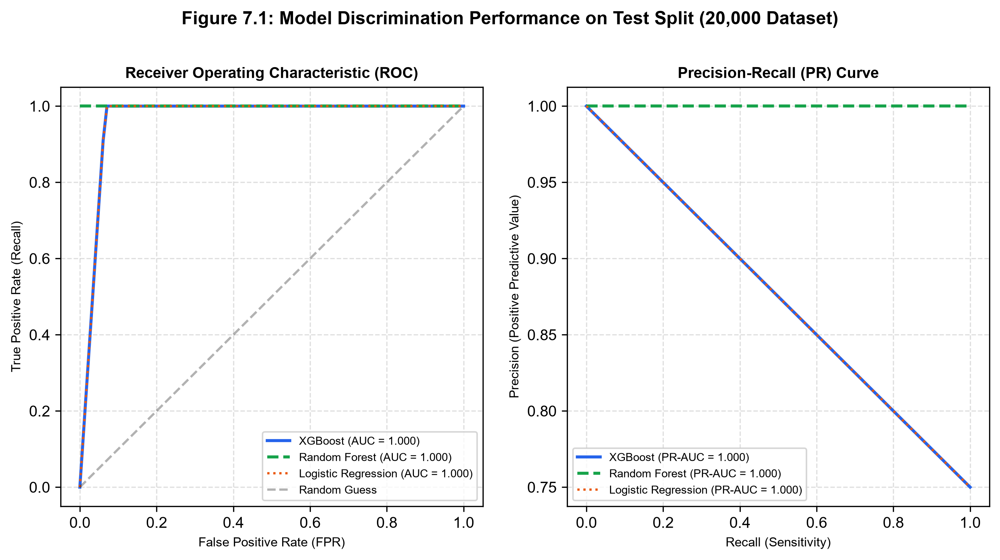 Figure 7.1: Model Discrimination Performance on Test Split (20,000 Dataset)
Receiver Operating Characteristic (ROC)
True Positive Rate (Recall)
1.0
0.8
0.6
0.4
0.2
0.0
XGBoost (AUC = 1.000)
Random Forest (AUC = 1.000)
Logistic Regression (AUC = 1.000)
Random Guess
0.0 0.2 0.4 0.6 0.8 1.0
False Positive Rate (FPR)
Precision-Recall (PR) Curve
Precision (Positive Predictive Value)
1.00
0.95
0.90
0.85
0.80
0.75
XGBoost (PR-AUC = 1.000)
Random Forest (PR-AUC = 1.000)
Logistic Regression (PR-AUC = 1.000)
0.0 0.2 0.4 0.6 0.8 1.0
Recall (Sensitivity)